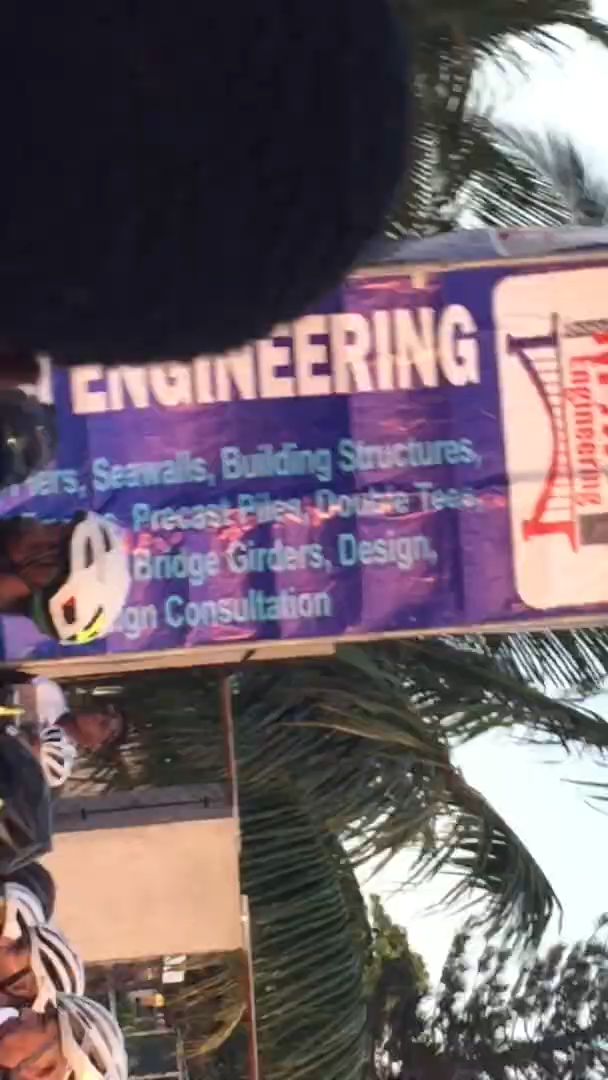 ENGINEERING
Seawalls, Building Structures,
Precast Piles, Double Tees,
Bridge Girders, Design,
Consultation
Engineering